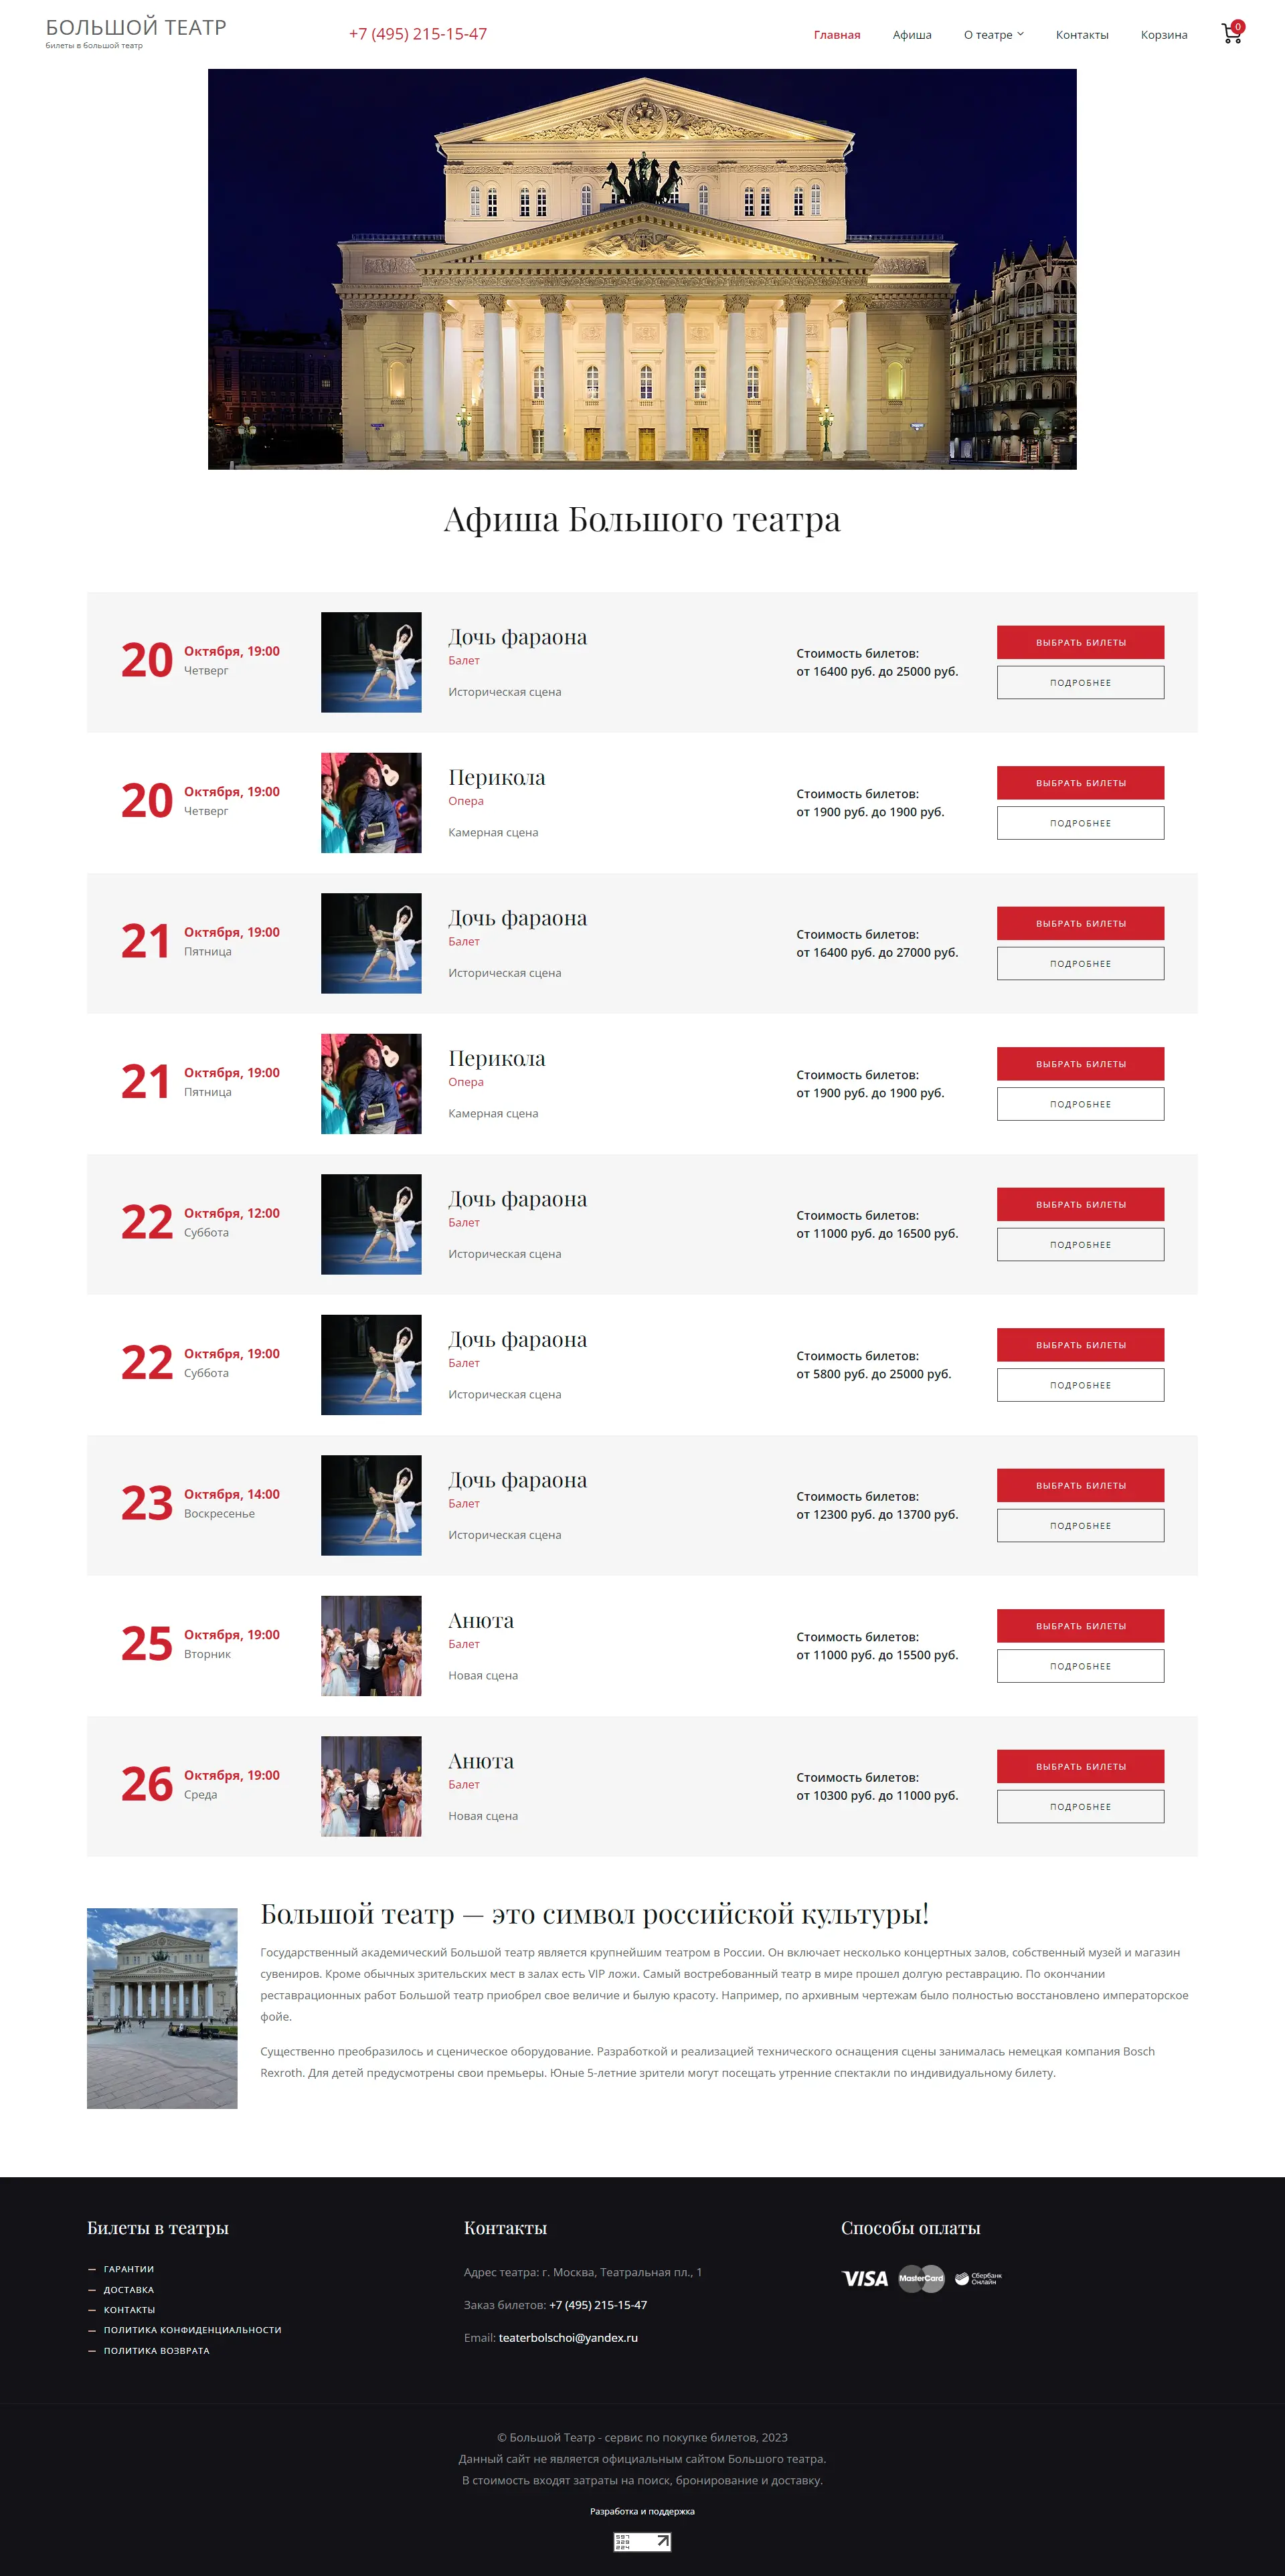 БОЛЬШОЙ ТЕАТР
билеты в большой театр
+7 (495) 215-15-47
Главная
Афиша
О театре
Контакты
Корзина
0
Афиша Большого театра
20
Октября, 19:00
Четверг
Дочь фараона
Балет
Историческая сцена
Стоимость билетов:
от 16400 руб. до 25000 руб.
ВЫБРАТЬ БИЛЕТЫ
ПОДРОБНЕЕ
20
Октября, 19:00
Четверг
Перикола
Опера
Камерная сцена
Стоимость билетов:
от 1900 руб. до 1900 руб.
ВЫБРАТЬ БИЛЕТЫ
ПОДРОБНЕЕ
21
Октября, 19:00
Пятница
Дочь фараона
Балет
Историческая сцена
Стоимость билетов:
от 16400 руб. до 27000 руб.
ВЫБРАТЬ БИЛЕТЫ
ПОДРОБНЕЕ
21
Октября, 19:00
Пятница
Перикола
Опера
Камерная сцена
Стоимость билетов:
от 1900 руб. до 1900 руб.
ВЫБРАТЬ БИЛЕТЫ
ПОДРОБНЕЕ
22
Октября, 12:00
Суббота
Дочь фараона
Балет
Историческая сцена
Стоимость билетов:
от 11000 руб. до 16500 руб.
ВЫБРАТЬ БИЛЕТЫ
ПОДРОБНЕЕ
22
Октября, 19:00
Суббота
Дочь фараона
Балет
Историческая сцена
Стоимость билетов:
от 5800 руб. до 25000 руб.
ВЫБРАТЬ БИЛЕТЫ
ПОДРОБНЕЕ
23
Октября, 14:00
Воскресенье
Дочь фараона
Балет
Историческая сцена
Стоимость билетов:
от 12300 руб. до 13700 руб.
ВЫБРАТЬ БИЛЕТЫ
ПОДРОБНЕЕ
25
Октября, 19:00
Вторник
Анюта
Балет
Новая сцена
Стоимость билетов:
от 11000 руб. до 15500 руб.
ВЫБРАТЬ БИЛЕТЫ
ПОДРОБНЕЕ
26
Октября, 19:00
Среда
Анюта
Балет
Новая сцена
Стоимость билетов:
от 10300 руб. до 11000 руб.
ВЫБРАТЬ БИЛЕТЫ
ПОДРОБНЕЕ
Большой театр — это символ российской культуры!
Государственный академический Большой театр является крупнейшим театром в России. Он включает несколько концертных залов, собственный музей и магазин
сувениров. Кроме обычных зрительских мест в залах есть VIP ложи. Самый востребованный театр в мире прошел долгую реставрацию. По окончании
реставрационных работ Большой театр приобрел свое величие и былую красоту. Например, по архивным чертежам было полностью восстановлено императорское
фойе.
Существенно преобразилось и сценическое оборудование. Разработкой и реализацией технического оснащения сцены занималась немецкая компания Bosch
Rexroth. Для детей предусмотрены свои премьеры. Юные 5-летние зрители могут посещать утренние спектакли по индивидуальному билету.
Билеты в театры
— ГАРАНТИИ
— ДОСТАВКА
— КОНТАКТЫ
— ПОЛИТИКА КОНФИДЕНЦИАЛЬНОСТИ
— ПОЛИТИКА ВОЗВРАТА
Контакты
Адрес театра: г. Москва, Театральная пл., 1
Заказ билетов: +7 (495) 215-15-47
Email: teaterbolschoi@yandex.ru
Способы оплаты
VISA
MasterCard
Сбербанк
Онлайн
© Большой Театр - сервис по покупке билетов, 2023
Данный сайт не является официальным сайтом Большого театра.
В стоимость входят затраты на поиск, бронирование и доставку.
Разработка и поддержка